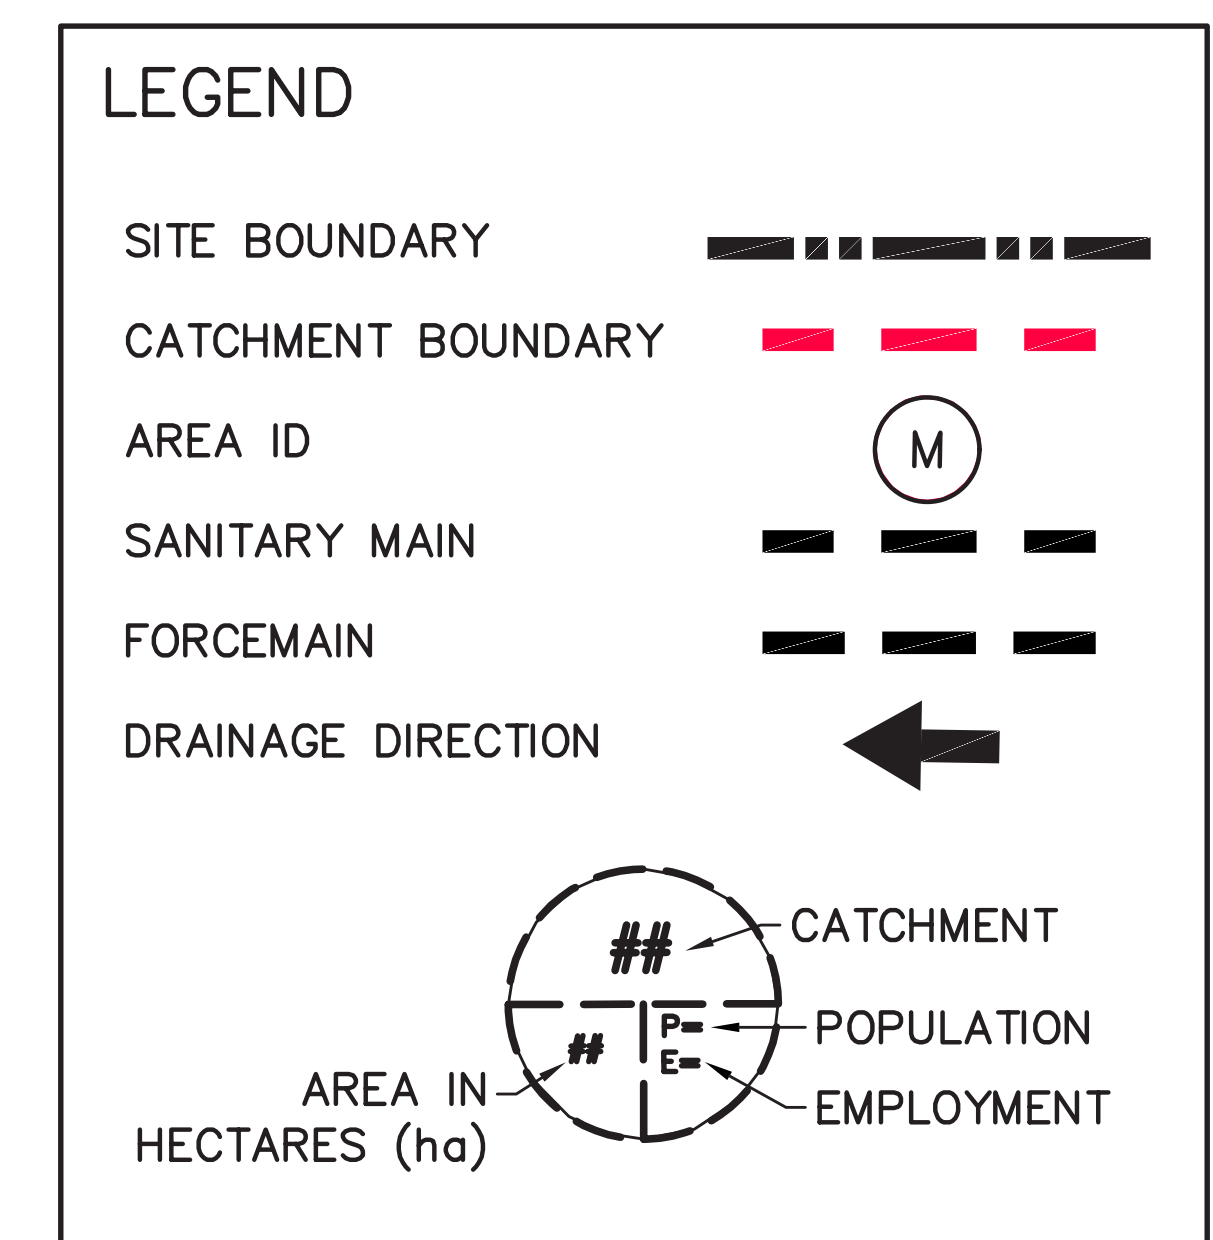 LEGEND
SITE BOUNDARY
CATCHMENT BOUNDARY
AREA ID
M
SANITARY MAIN
FORCEMAIN
DRAINAGE DIRECTION
##
CATCHMENT
##
P=
POPULATION
E=
EMPLOYMENT
AREA IN
HECTARES (ha)